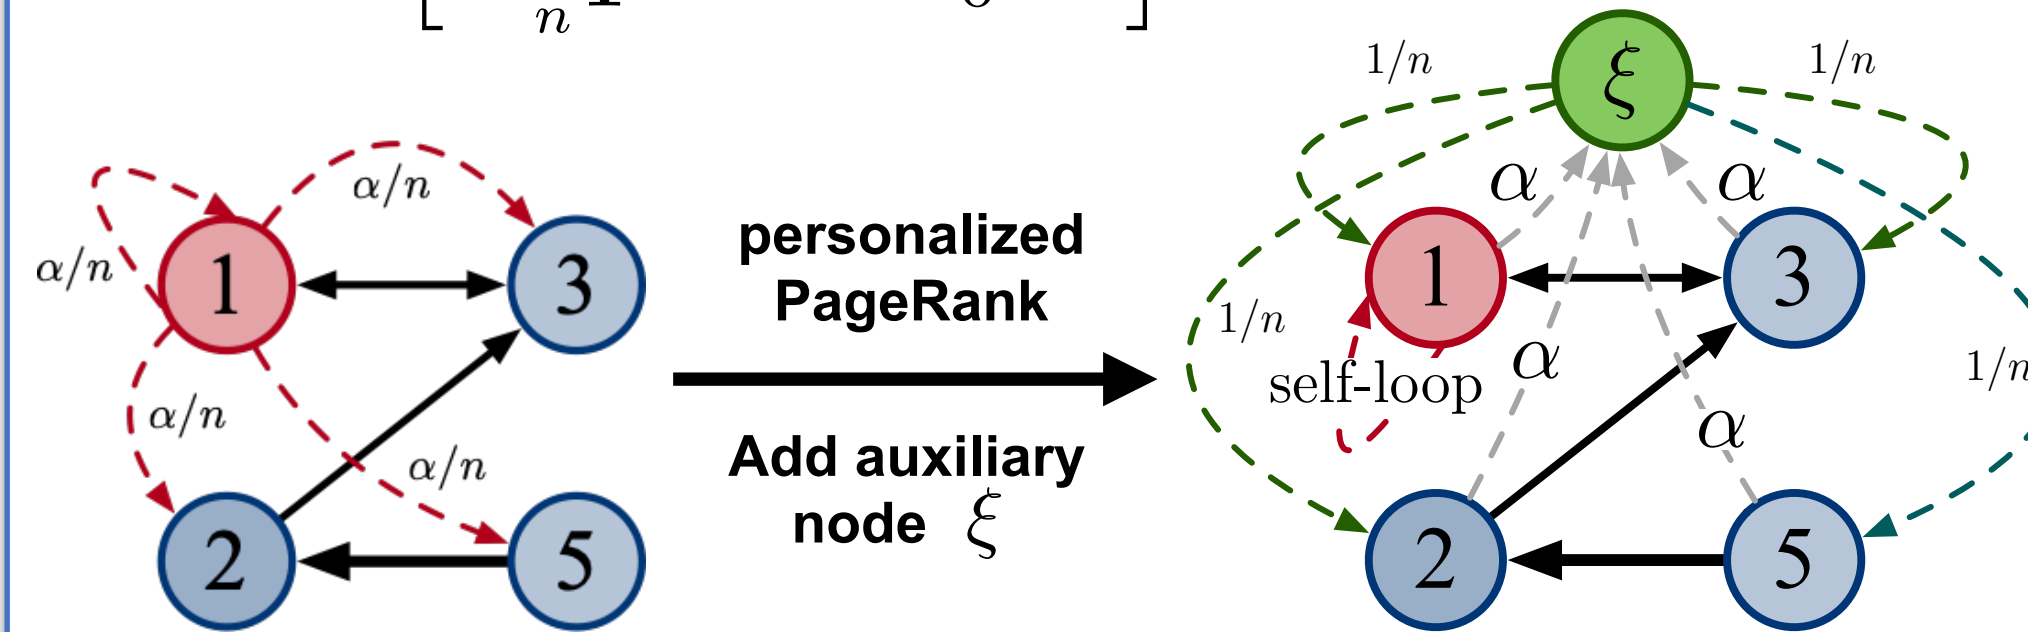 n
1/n
1/n
ξ
α/n
α/n
α
α
1
3
personalized
PageRank
1
3
1/n
α
self-loop
1/n
α/n
α/n
Add auxiliary
node ξ
α
2
5
2
5